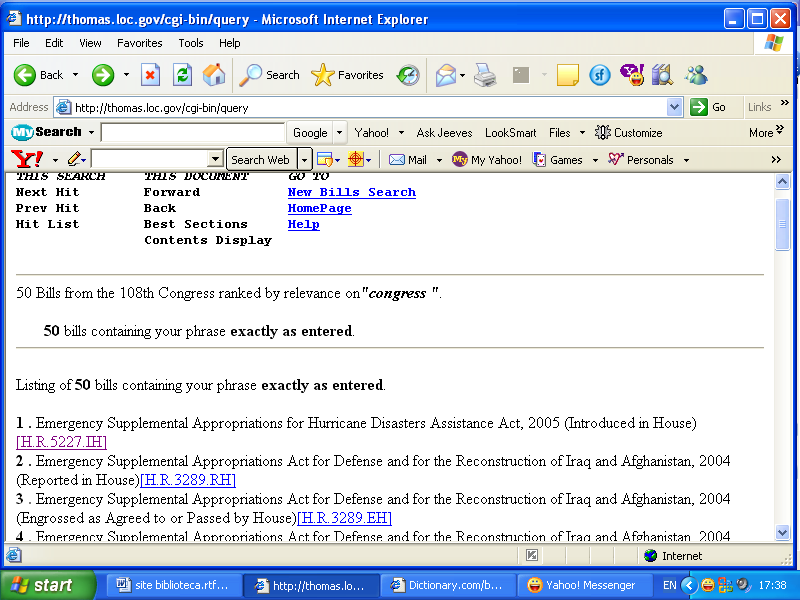 http://thomas.loc.gov/cgi-bin/query - Microsoft Internet Explorer
File Edit View Favorites Tools Help
Back Search Favorites
Address http://thomas.loc.gov/cgi-bin/query Go Links »
My Search Google Yahoo! Ask Jeeves LookSmart Files Customize More »
Y! Search Web Mail My Yahoo! Games Personals »
THIS SEARCH THIS DOCUMENT GO TO
Next Hit Forward New Bills Search
Prev Hit Back HomePage
Hit List Best Sections Help
Contents Display
50 Bills from the 108th Congress ranked by relevance on "congress ".
50 bills containing your phrase exactly as entered.
Listing of 50 bills containing your phrase exactly as entered.
1 . Emergency Supplemental Appropriations for Hurricane Disasters Assistance Act, 2005 (Introduced in House)
[H.R.5227.IH]
2 . Emergency Supplemental Appropriations Act for Defense and for the Reconstruction of Iraq and Afghanistan, 2004
(Reported in House)[H.R.3289.RH]
3 . Emergency Supplemental Appropriations Act for Defense and for the Reconstruction of Iraq and Afghanistan, 2004
(Engrossed as Agreed to or Passed by House)[H.R.3289.EH]
4 . Emergency Supplemental Appropriations Act for Defense and for the Reconstruction of Iraq and Afghanistan, 2004
Internet
start site biblioteca.rtf... http://thomas.lo... Dictionary.com/b... Yahoo! Messenger EN 17:38